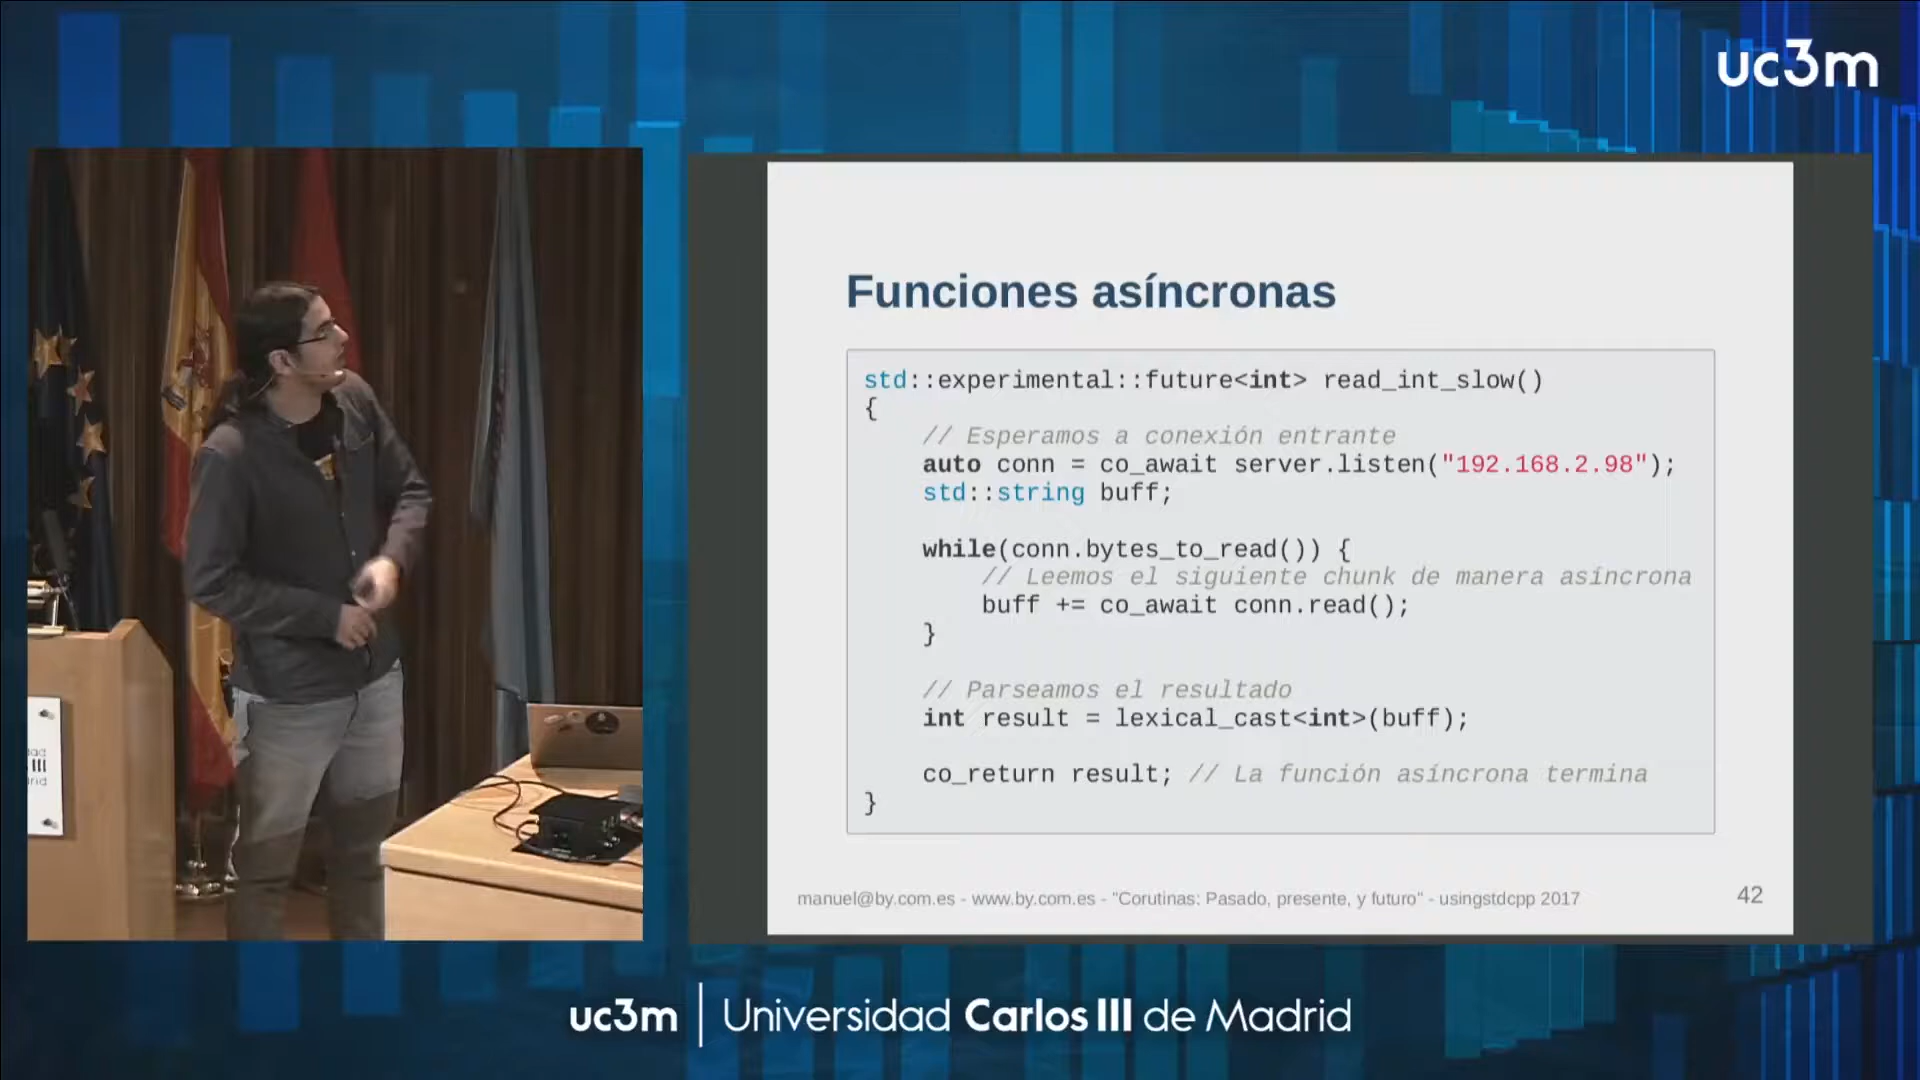 uc3m
Funciones asíncronas
std::experimental::future<int> read_int_slow()
{
// Esperamos a conexión entrante
auto conn = co_await server.listen("192.168.2.98");
std::string buff;
while(conn.bytes_to_read()) {
// Leemos el siguiente chunk de manera asíncrona
buff += co_await conn.read();
}
// Parseamos el resultado
int result = lexical_cast<int>(buff);
co_return result; // La función asíncrona termina
}
manuel@by.com.es - www.by.com.es - "Corutinas: Pasado, presente, y futuro" - usingstdcpp 2017
42
III
uc3m | Universidad Carlos III de Madrid